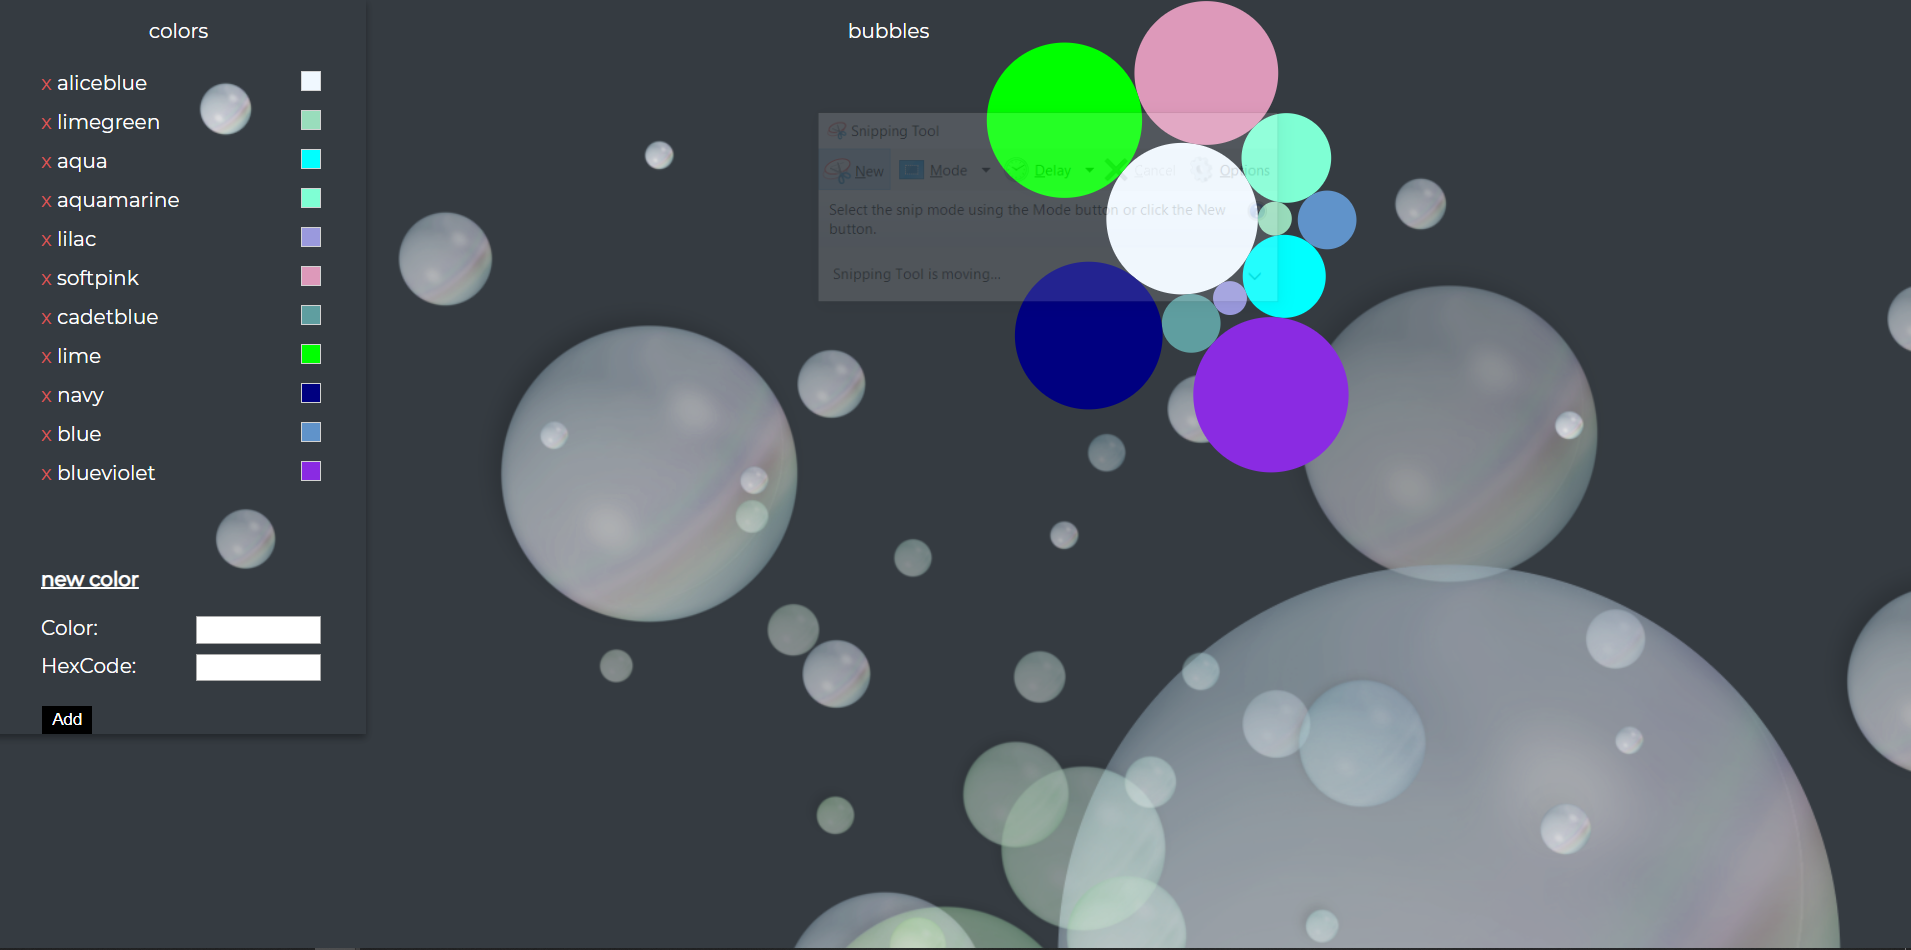 colors
x aliceblue
x limegreen
x aqua
x aquamarine
x lilac
x softpink
x cadetblue
x lime
x navy
x blue
x blueviolet
new color
Color:
HexCode:
Add
bubbles
Snipping Tool
New Mode Delay Cancel Options
Select the snip mode using the Mode button or click the New
button.
Snipping Tool is moving...